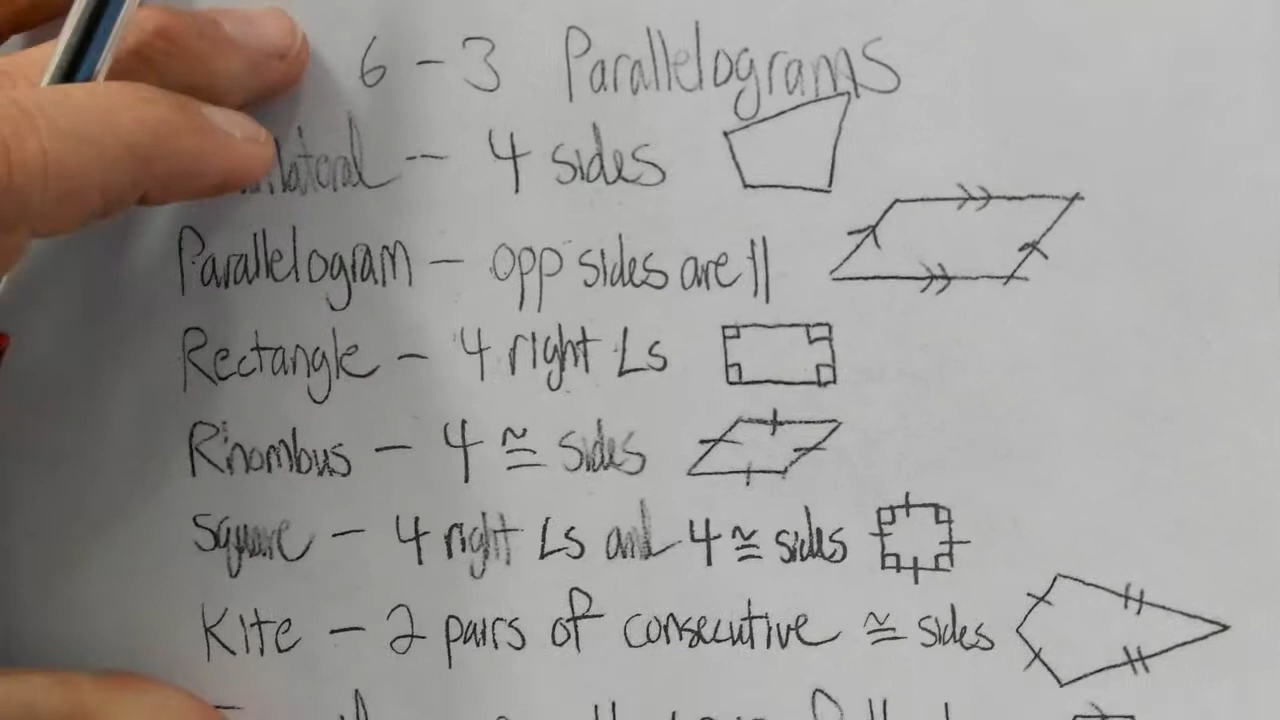 6-3 Parallelograms
-- 4 sides
Parallelogram - opp sides are ||
Rectangle - 4 right ∠s
Rhombus - 4 ≅ sides
Square - 4 right ∠s and 4 ≅ sides
Kite - 2 pairs of consecutive ≅ sides